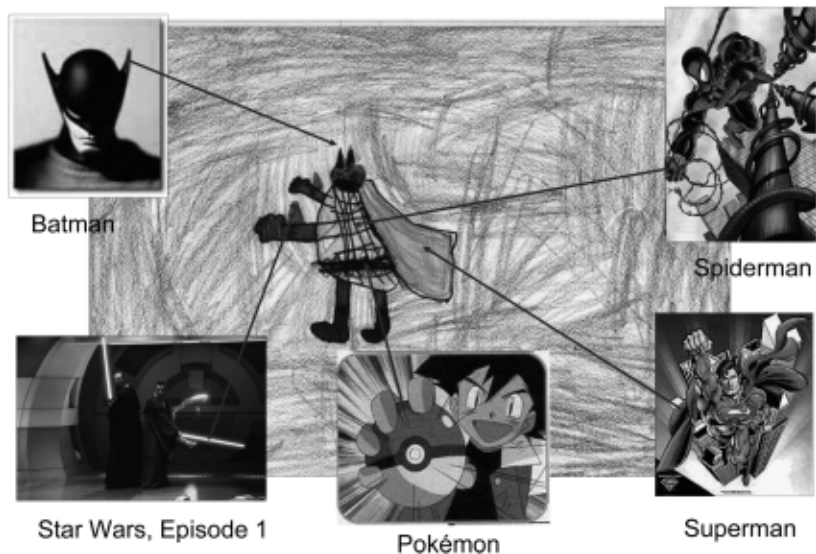 Batman
Spiderman
Star Wars, Episode 1
Pokémon
Superman